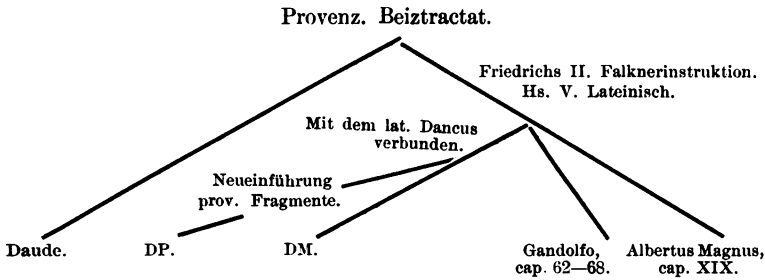 Provenz. Beiztractat.
Friedrichs II. Falknerinstruktion.
Hs. V. Lateinisch.
Mit dem lat. Dancus
verbunden.
Neueinführung
prov. Fragmente.
Daude.
DP.
DM.
Gandolfo,
cap. 62—68.
Albertus Magnus,
cap. XIX.